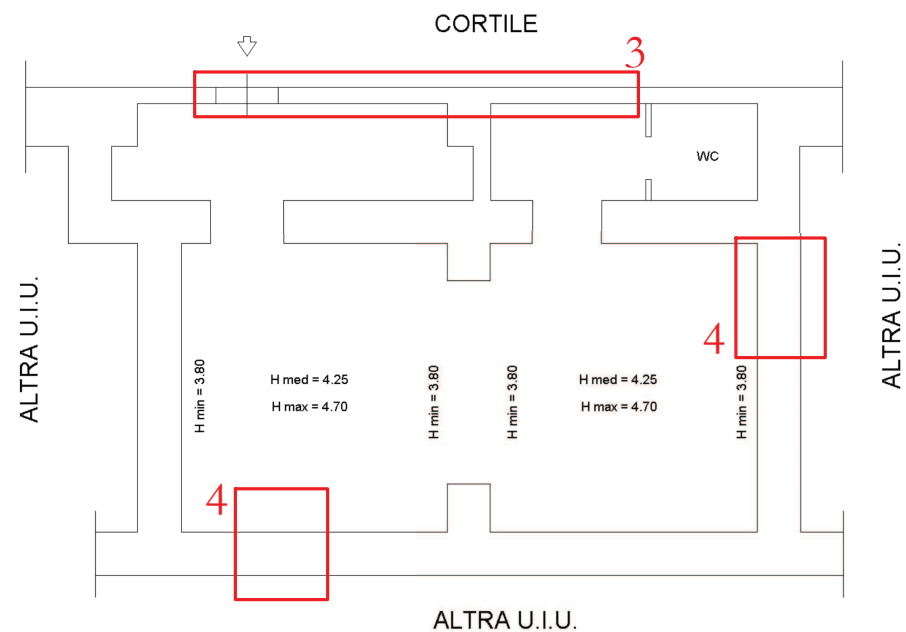 CORTILE
3
WC
ALTRA U.I.U.
ALTRA U.I.U.
4
H min = 3.80
H med = 4.25
H max = 4.70
H min = 3.80
H min = 3.80
H med = 4.25
H max = 4.70
H min = 3.80
4
ALTRA U.I.U.